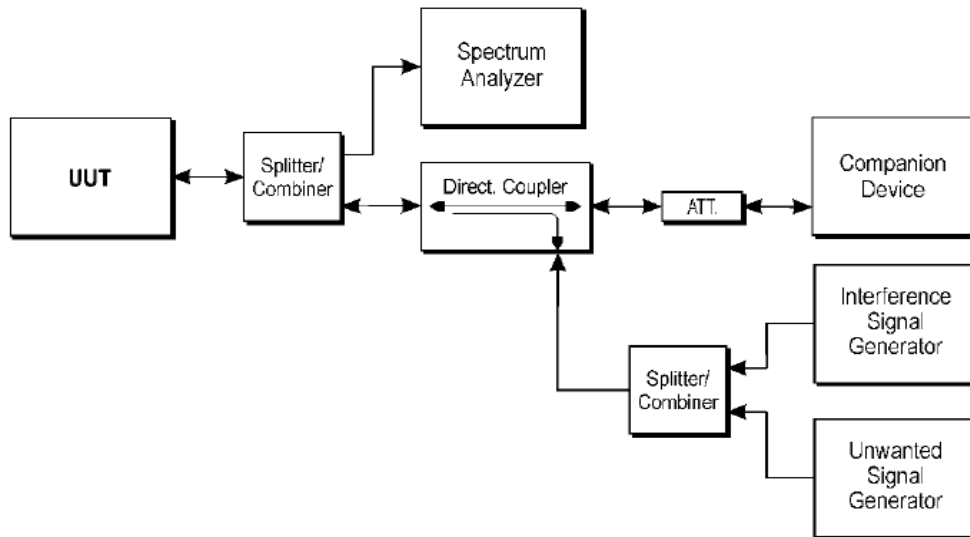 Spectrum
Analyzer
UUT
Splitter/
Combiner
Direct. Coupler
ATT.
Companion
Device
Interference
Signal
Generator
Splitter/
Combiner
Unwanted
Signal
Generator